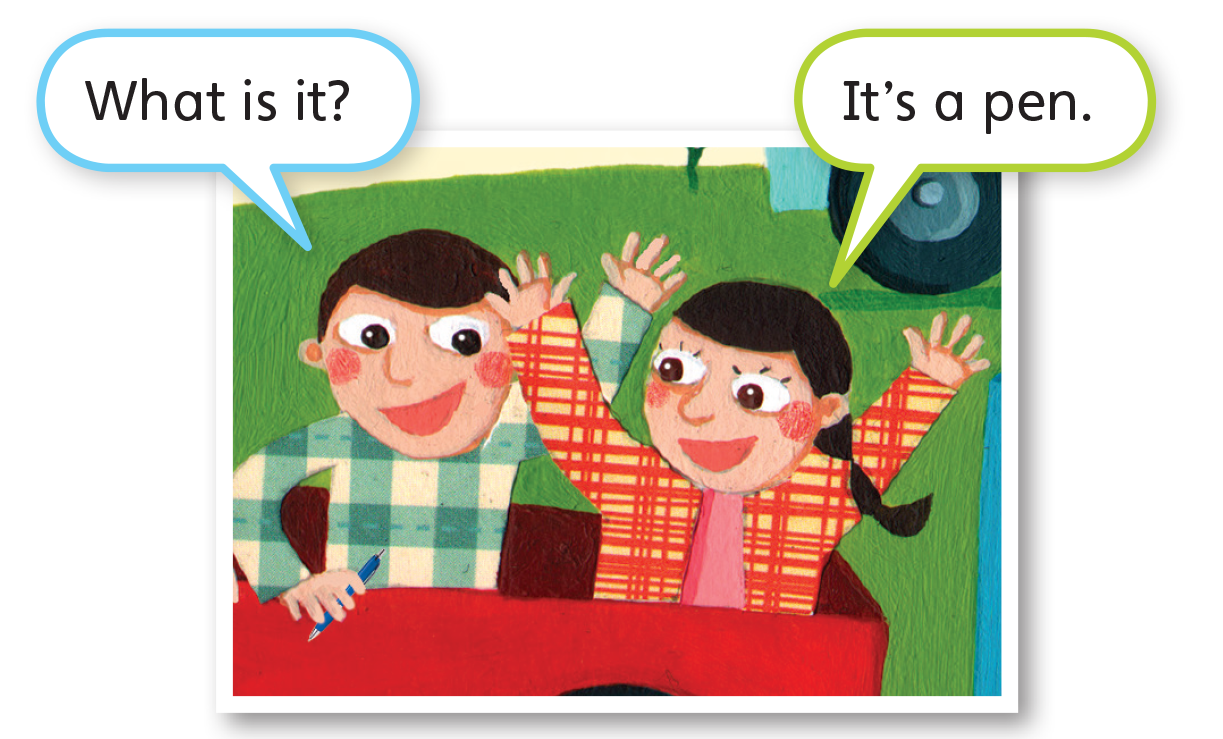 What is it?
It’s a pen.